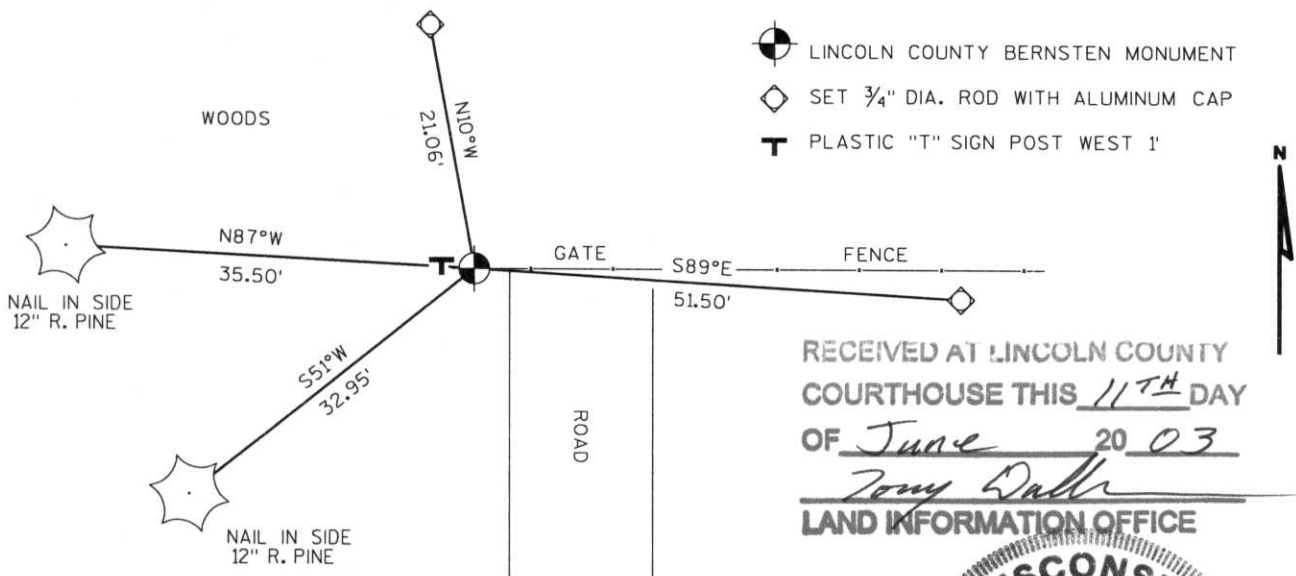 LINCOLN COUNTY BERNSTEN MONUMENT
SET 3/4" DIA. ROD WITH ALUMINUM CAP
PLASTIC "T" SIGN POST WEST 1'
WOODS
N10°W
21.06'
N
N87°W
35.50'
T
GATE
S89°E
51.50'
FENCE
NAIL IN SIDE
12" R. PINE
S51°W
32.95'
ROAD
NAIL IN SIDE
12" R. PINE
RECEIVED AT LINCOLN COUNTY
COURTHOUSE THIS 11TH DAY
OF June 20 03
Tony
LAND INFORMATION OFFICE